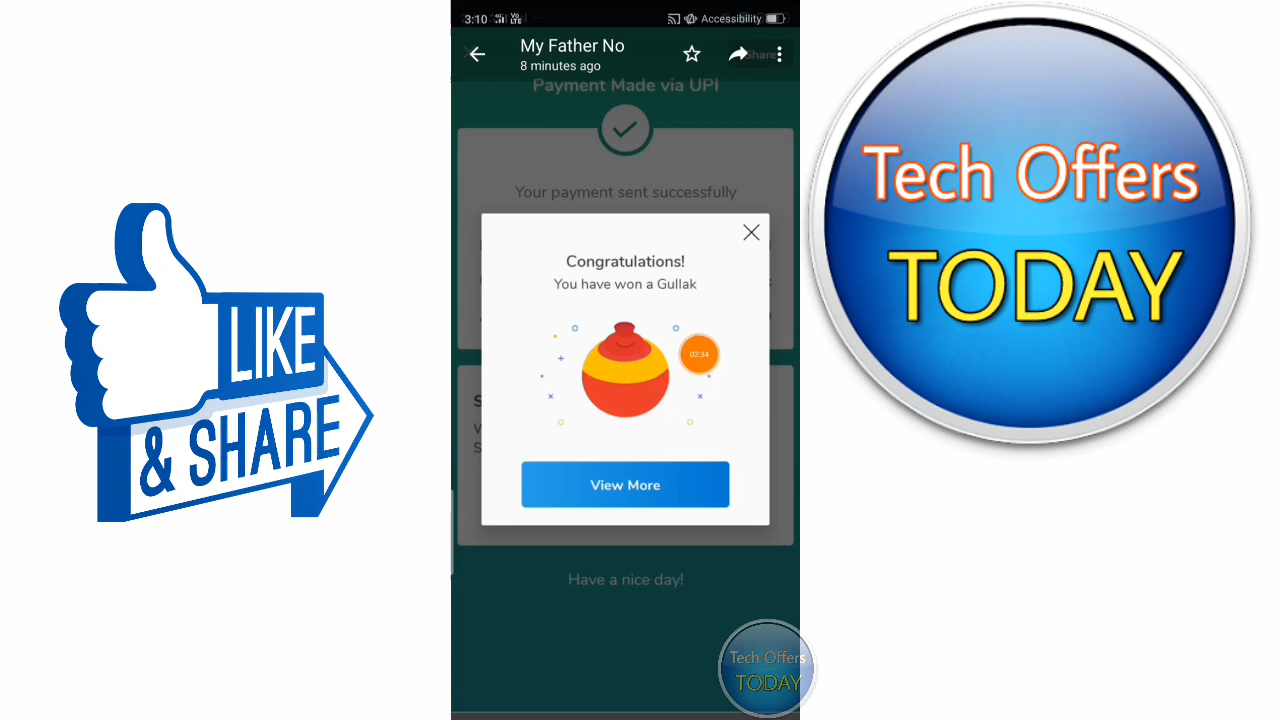 LIKE
& SHARE
3:10
Accessibility
My Father No
8 minutes ago
Share
Payment Made via UPI
Your payment sent successfully
Congratulations!
You have won a Gullak
02:34
View More
Have a nice day!
Tech Offers
TODAY
Tech Offers
TODAY